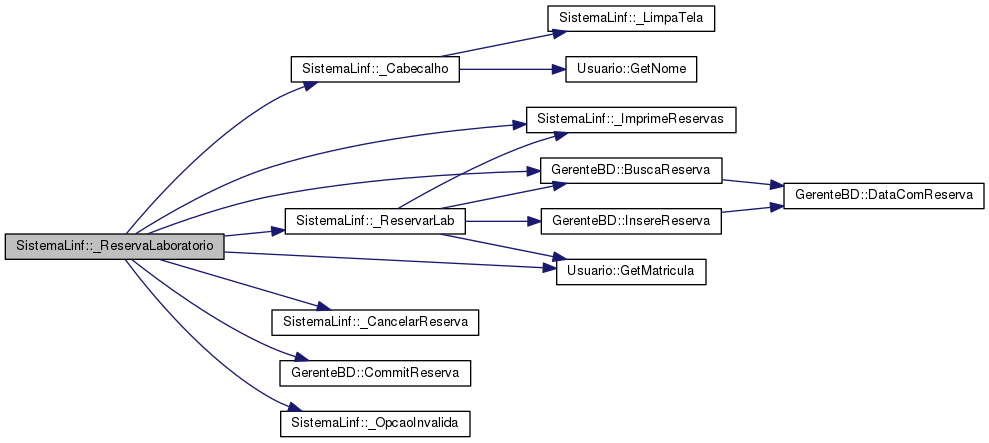 SistemaLinf::_LimpaTela
SistemaLinf::_Cabecalho
Usuario::GetNome
SistemaLinf::_ImprimeReservas
GerenteBD::BuscaReserva
GerenteBD::DataComReserva
SistemaLinf::_ReservarLab
GerenteBD::InsereReserva
SistemaLinf::_ReservaLaboratorio
Usuario::GetMatricula
SistemaLinf::_CancelarReserva
GerenteBD::CommitReserva
SistemaLinf::_OpcaoInvalida